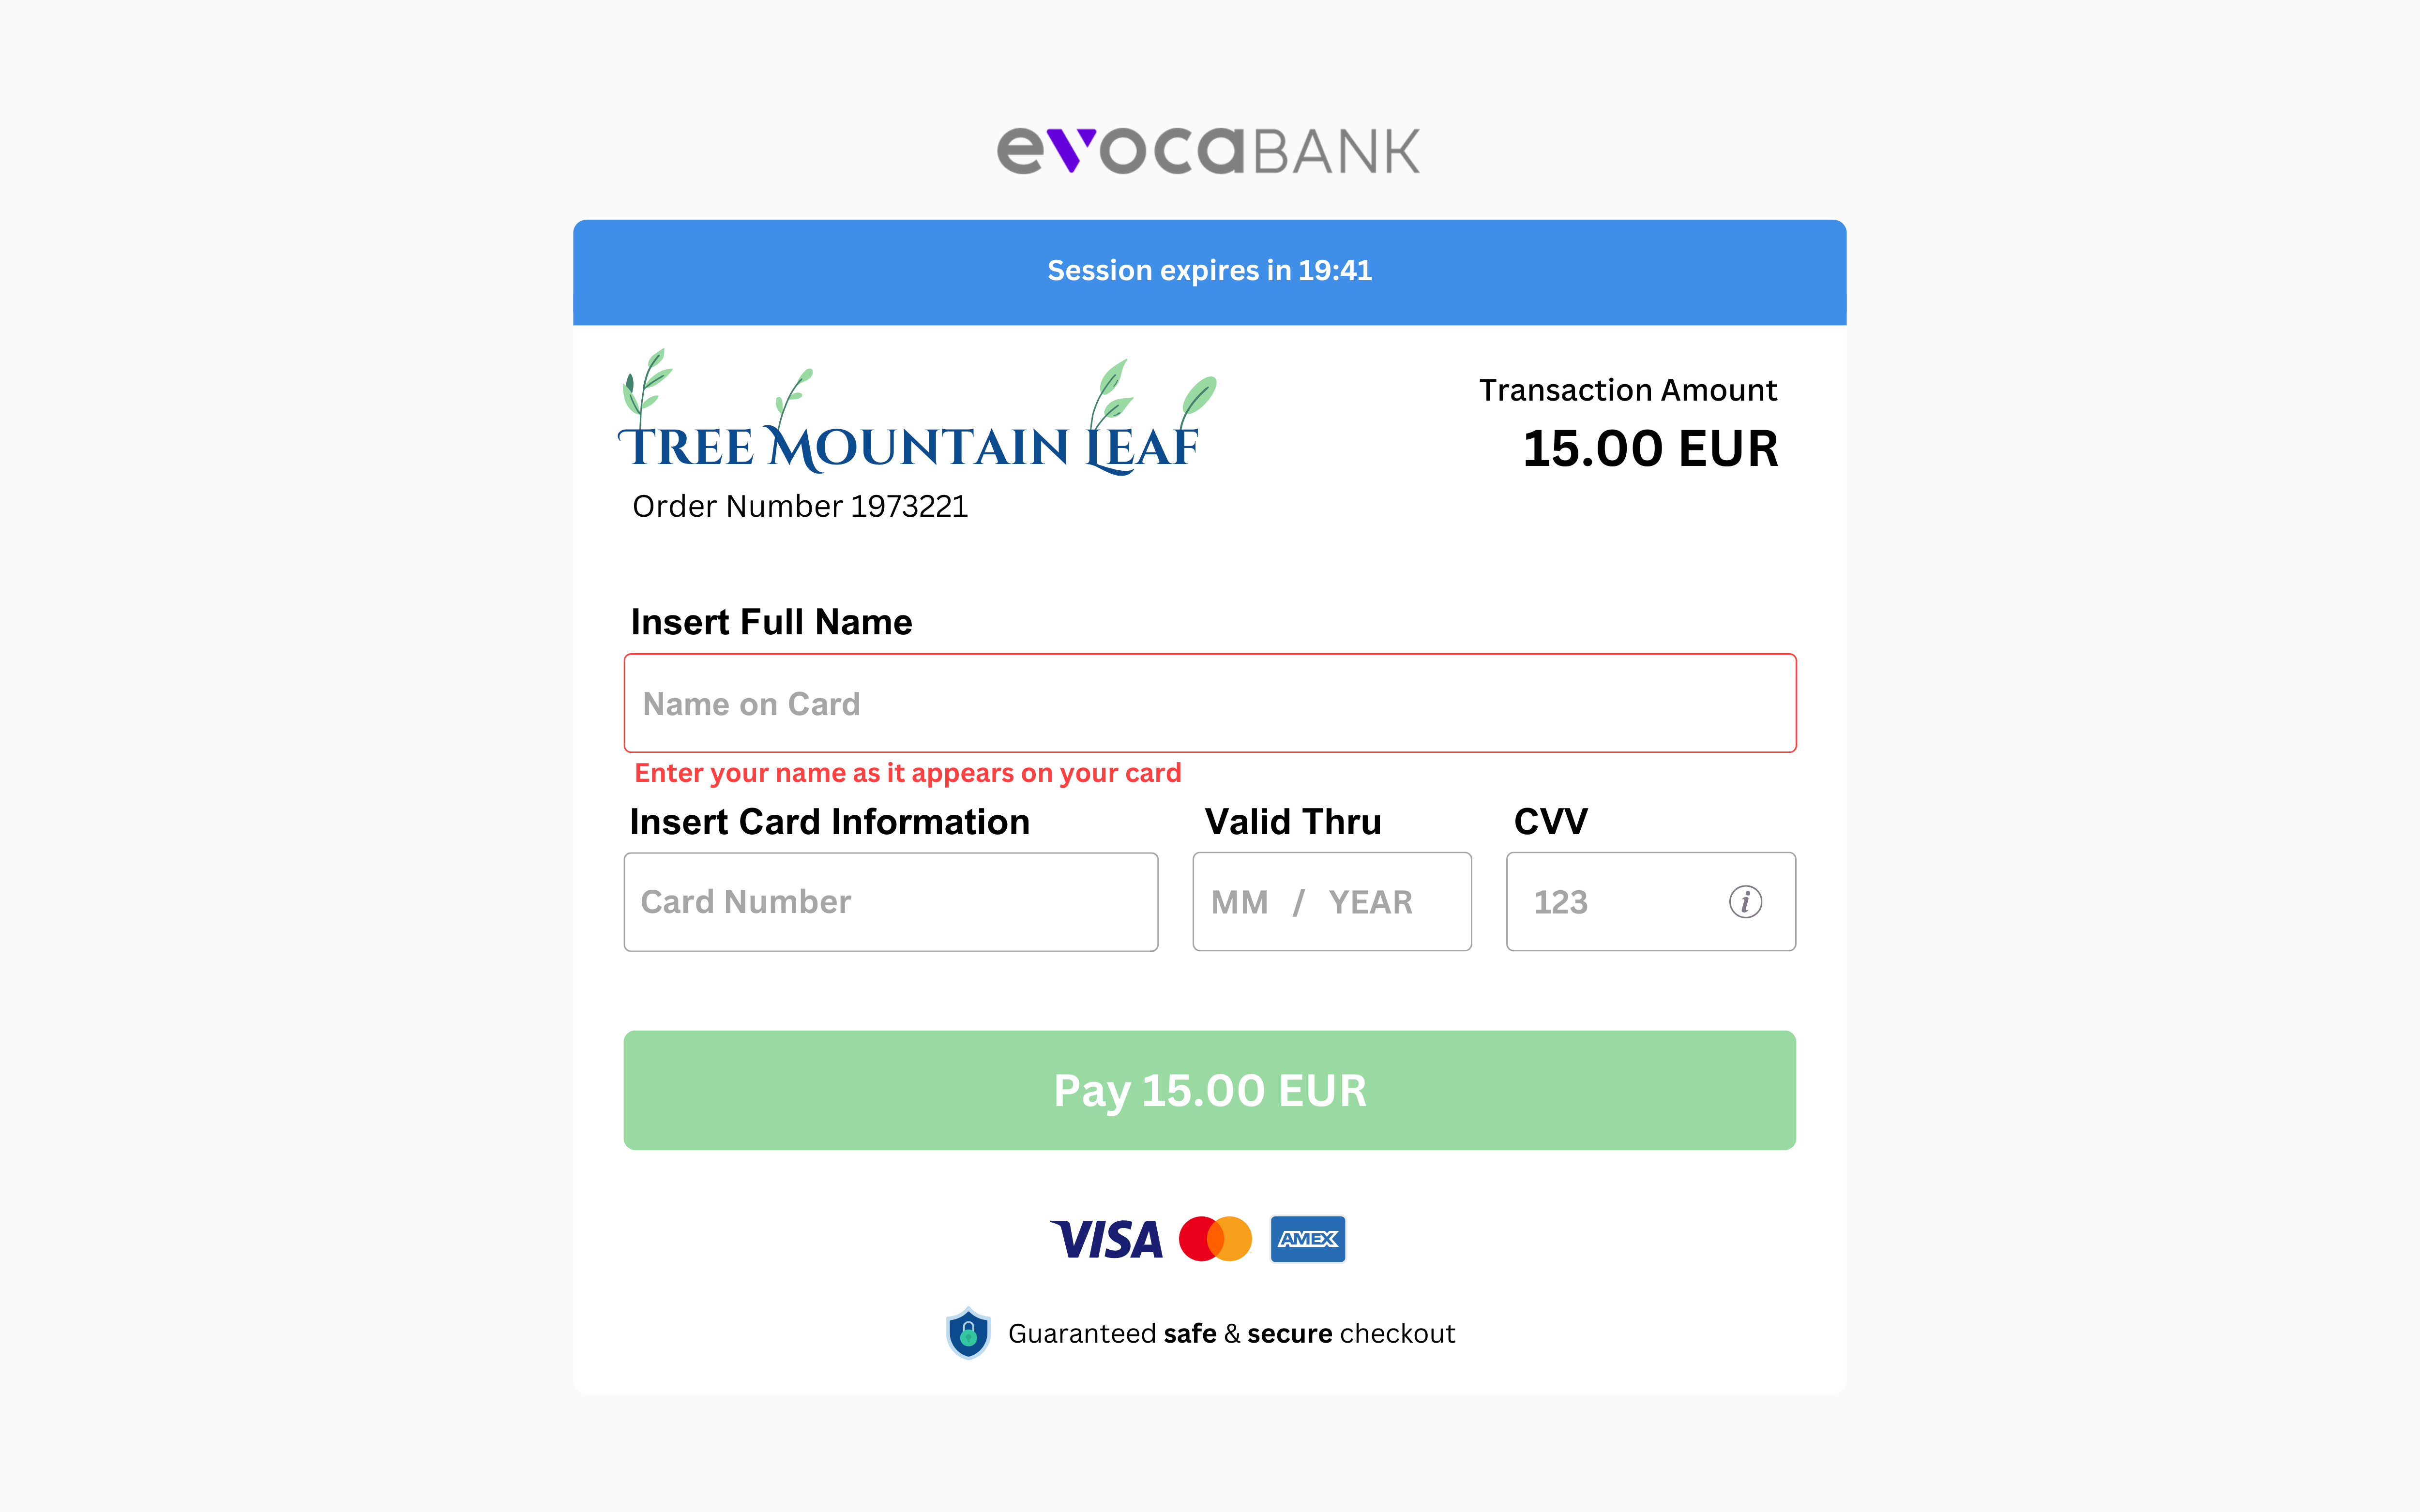 evocaBANK
Session expires in 19:41
TREE MOUNTAIN LEAF
Order Number 1973221
Transaction Amount
15.00 EUR
Insert Full Name
Name on Card
Enter your name as it appears on your card
Insert Card Information
Card Number
Valid Thru
MM / YEAR
CVV
123
i
Pay 15.00 EUR
VISA
AMEX
Guaranteed safe & secure checkout